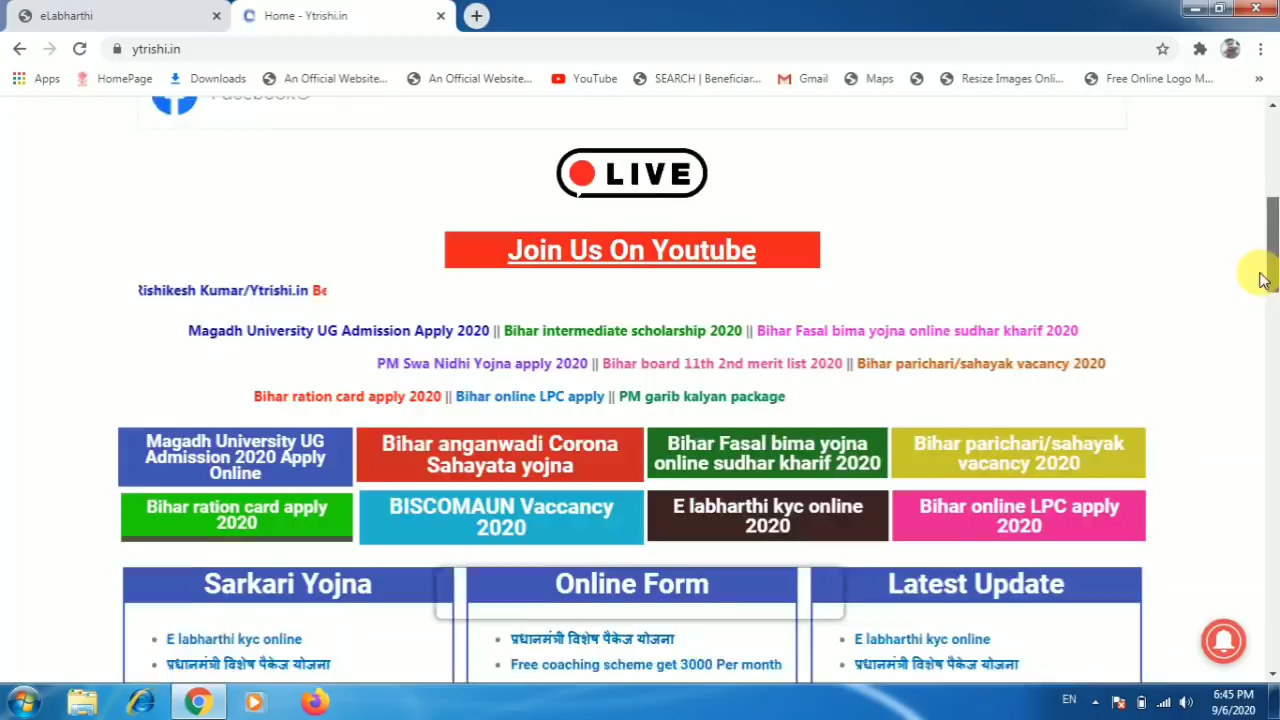 eLabharthi
Home - Ytrishi.in
ytrishi.in
Apps HomePage Downloads An Official Website... An Official Website... YouTube SEARCH | Beneficiar... Gmail Maps Resize Images Onli... Free Online Logo M... »
LIVE
Join Us On Youtube
Rishikesh Kumar/Ytrishi.in Be
Magadh University UG Admission Apply 2020 || Bihar intermediate scholarship 2020 || Bihar Fasal bima yojna online sudhar kharif 2020
PM Swa Nidhi Yojna apply 2020 || Bihar board 11th 2nd merit list 2020 || Bihar parichari/sahayak vacancy 2020
Bihar ration card apply 2020 || Bihar online LPC apply || PM garib kalyan package
Magadh University UG
Admission 2020 Apply
Online
Bihar anganwadi Corona
Sahayata yojna
Bihar Fasal bima yojna
online sudhar kharif 2020
Bihar parichari/sahayak
vacancy 2020
Bihar ration card apply
2020
BISCOMAUN Vaccancy
2020
E labharthi kyc online
2020
Bihar online LPC apply
2020
Sarkari Yojna
E labharthi kyc online
प्रधानमंत्री विशेष पैकेज योजना
Online Form
प्रधानमंत्री विशेष पैकेज योजना
Free coaching scheme get 3000 Per month
Latest Update
E labharthi kyc online
प्रधानमंत्री विशेष पैकेज योजना
EN
6:45 PM
9/6/2020